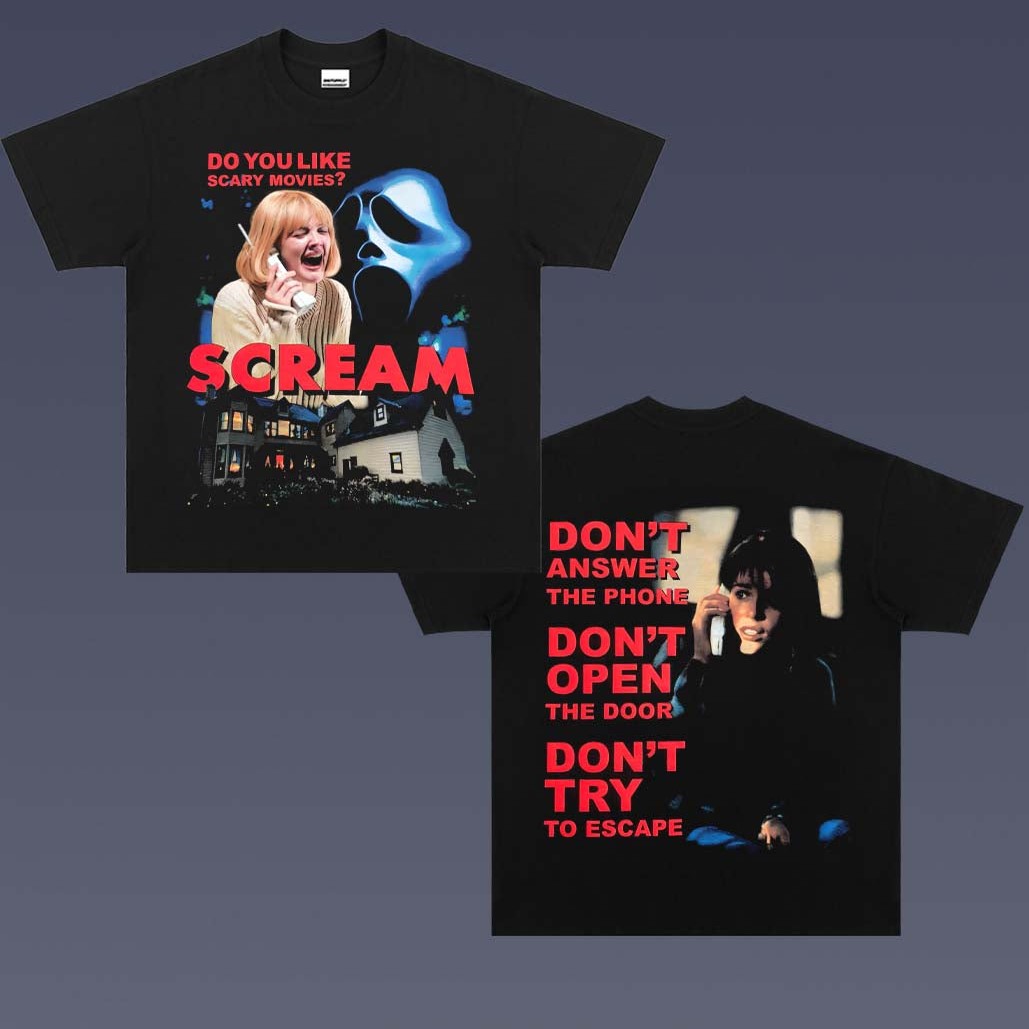 DO YOU LIKE
SCARY MOVIES?
SCREAM
DON'T
ANSWER
THE PHONE
DON'T
OPEN
THE DOOR
DON'T
TRY
TO ESCAPE